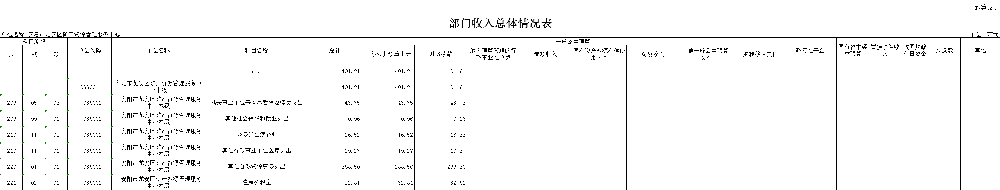 预算02表
部门收入总体情况表
单位名称:安阳市龙安区矿产资源管理服务中心 单位：万元
科目编码 单位代码 单位名称 科目名称 总计 一般公共预算 政府性基金 国有资本经营预算 置换债券收入 收回财政存量资金 预拨款 其他
类 款 项 一般公共预算小计 财政拨款 纳入预算管理的行政事业性收费 专项收入 国有资产资源有偿使用收入 罚没收入 其他一般公共预算收入 一般转移性支付
合计 401.81 401.81 401.81
038001 安阳市龙安区矿产资源管理服务中心本级 401.81 401.81 401.81
208 05 05 038001 安阳市龙安区矿产资源管理服务中心本级 机关事业单位基本养老保险缴费支出 43.75 43.75 43.75
208 99 01 038001 安阳市龙安区矿产资源管理服务中心本级 其他社会保障和就业支出 0.96 0.96 0.96
210 11 03 038001 安阳市龙安区矿产资源管理服务中心本级 公务员医疗补助 16.52 16.52 16.52
210 11 99 038001 安阳市龙安区矿产资源管理服务中心本级 其他行政事业单位医疗支出 19.27 19.27 19.27
220 01 99 038001 安阳市龙安区矿产资源管理服务中心本级 其他自然资源事务支出 288.50 288.50 288.50
221 02 01 038001 安阳市龙安区矿产资源管理服务中心本级 住房公积金 32.81 32.81 32.81